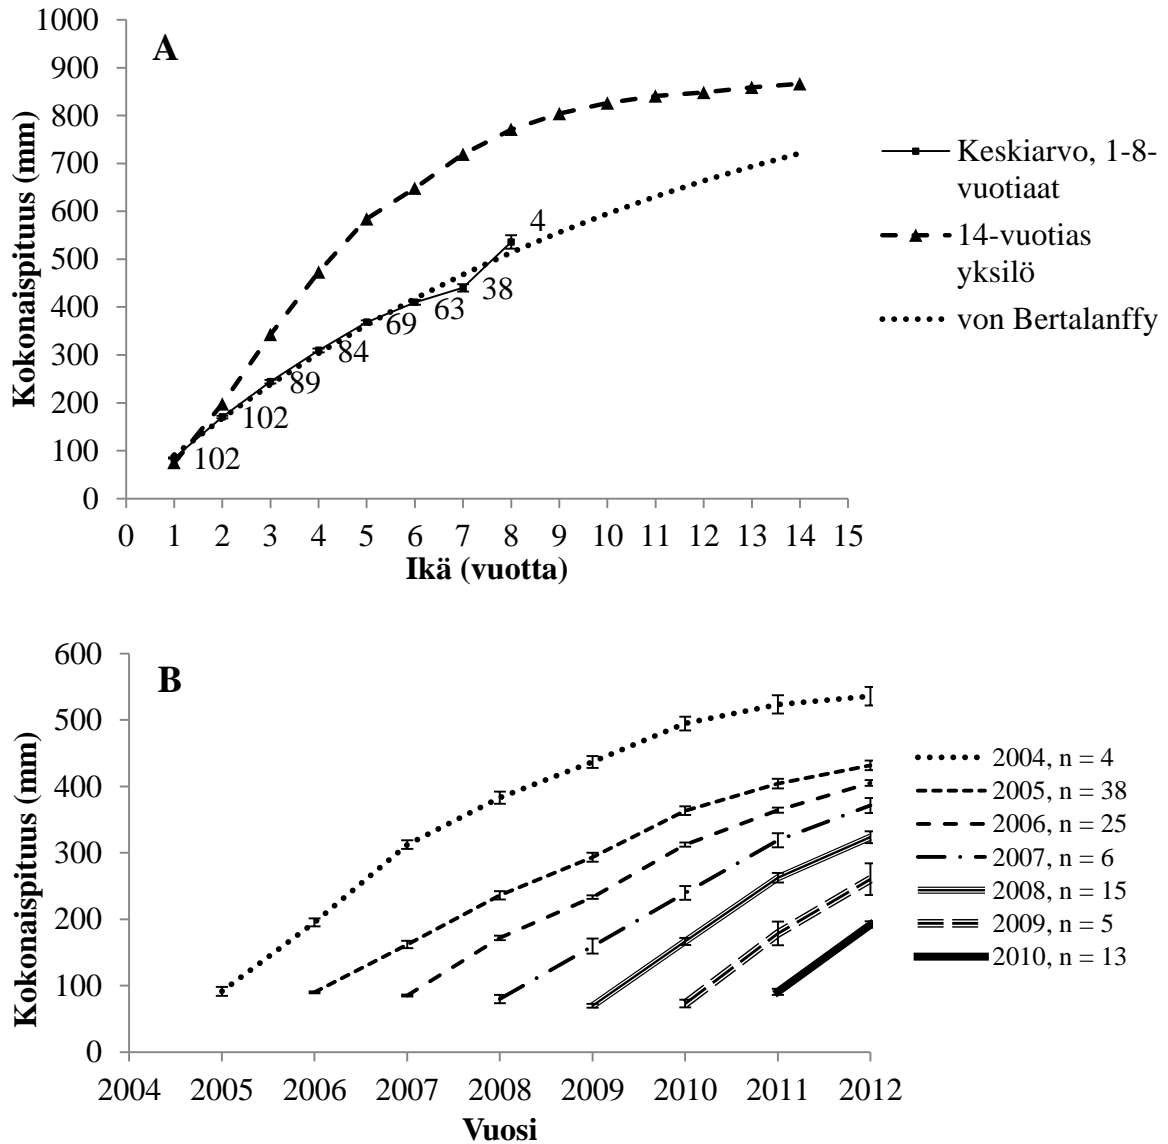 1000
900
800
700
600
500
400
300
200
100
0
A
Kokonaispituus (mm)
4
38
63
69
84
89
102
102
0 1 2 3 4 5 6 7 8 9 10 11 12 13 14 15
Ikä (vuotta)
Keskiarvo, 1-8-
vuotiaat
14-vuotias
yksilö
von Bertalanffy
600
500
400
300
200
100
0
B
Kokonaispituus (mm)
2004 2005 2006 2007 2008 2009 2010 2011 2012
Vuosi
2004, n = 4
2005, n = 38
2006, n = 25
2007, n = 6
2008, n = 15
2009, n = 5
2010, n = 13